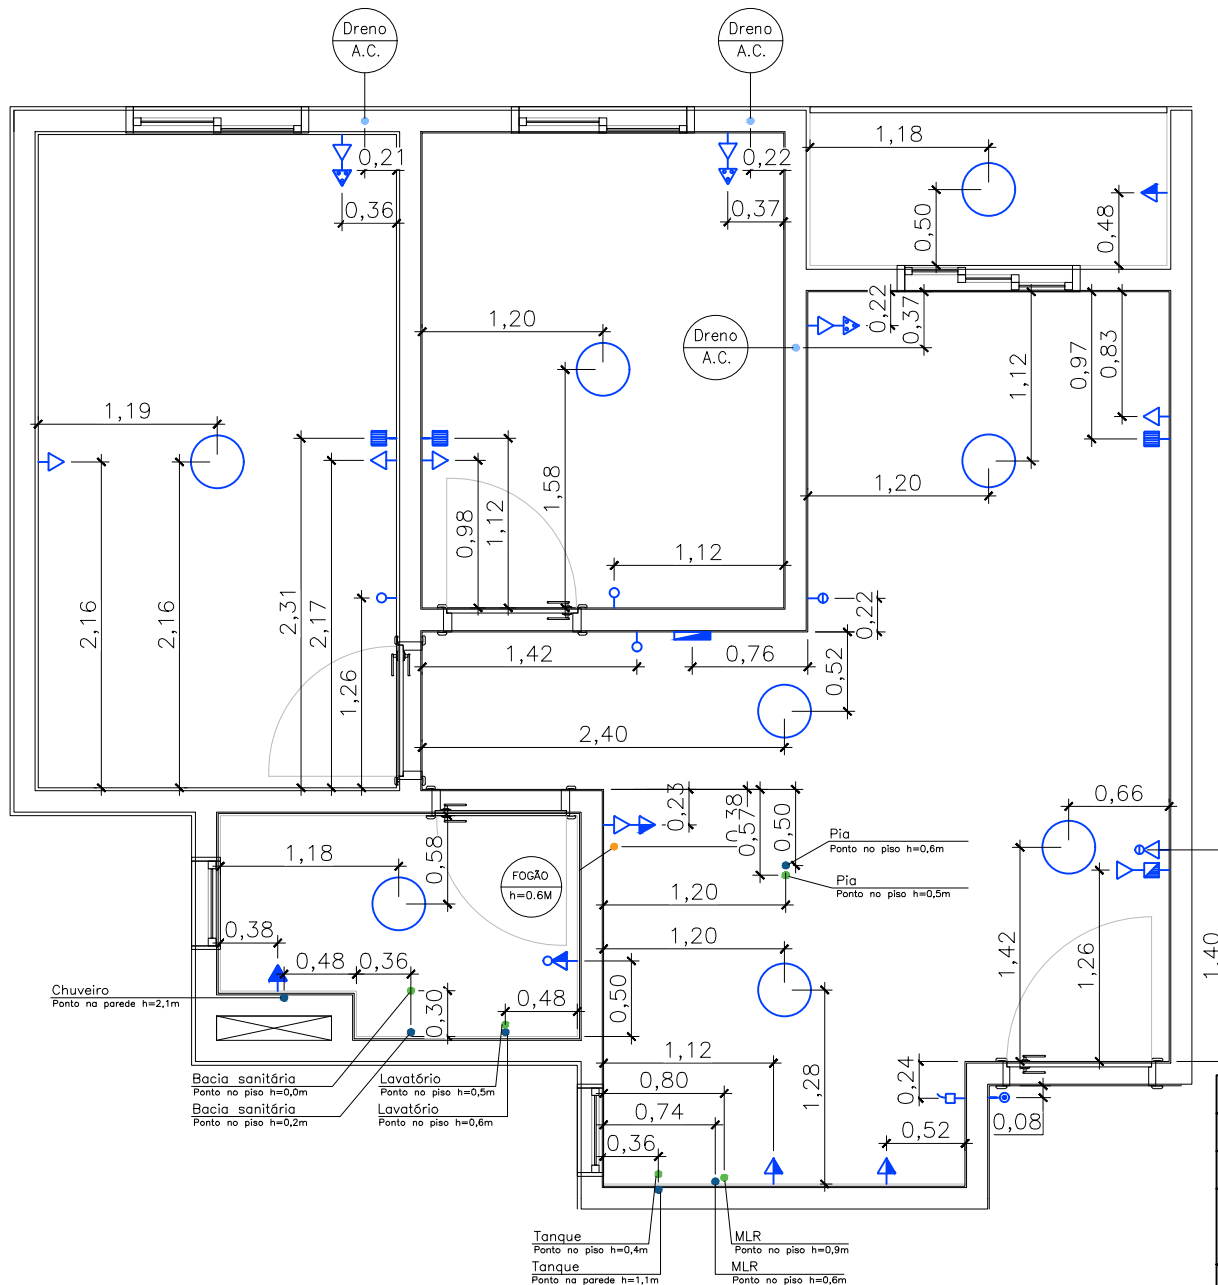 Dreno
A.C.
Dreno
A.C.
0,21
0,22
1,18
0,36
0,37
0,50
0,48
0,22
0,37
1,20
Dreno
A.C.
1,12
0,97
0,83
1,19
1,58
1,20
0,98
1,12
1,12
2,16
2,16
2,31
2,17
1,26
0,22
1,42
0,76
0,52
2,40
0,66
0,23
0,38
0,57
0,50
Pia
Ponto no piso h=0,6m
Pia
Ponto no piso h=0,5m
1,18
0,58
FOGÃO
h=0.6M
1,20
0,38
0,48
0,36
1,20
1,42
1,26
1,40
Chuveiro
Ponto na parede h=2,1m
0,30
0,48
0,50
1,12
0,80
0,74
0,36
1,28
0,24
0,52
0,08
Bacia sanitária
Ponto no piso h=0,0m
Bacia sanitária
Ponto no piso h=0,2m
Lavatório
Ponto no piso h=0,5m
Lavatório
Ponto no piso h=0,6m
Tanque
Ponto no piso h=0,4m
Tanque
Ponto na parede h=1,1m
MLR
Ponto no piso h=0,9m
MLR
Ponto no piso h=0,6m